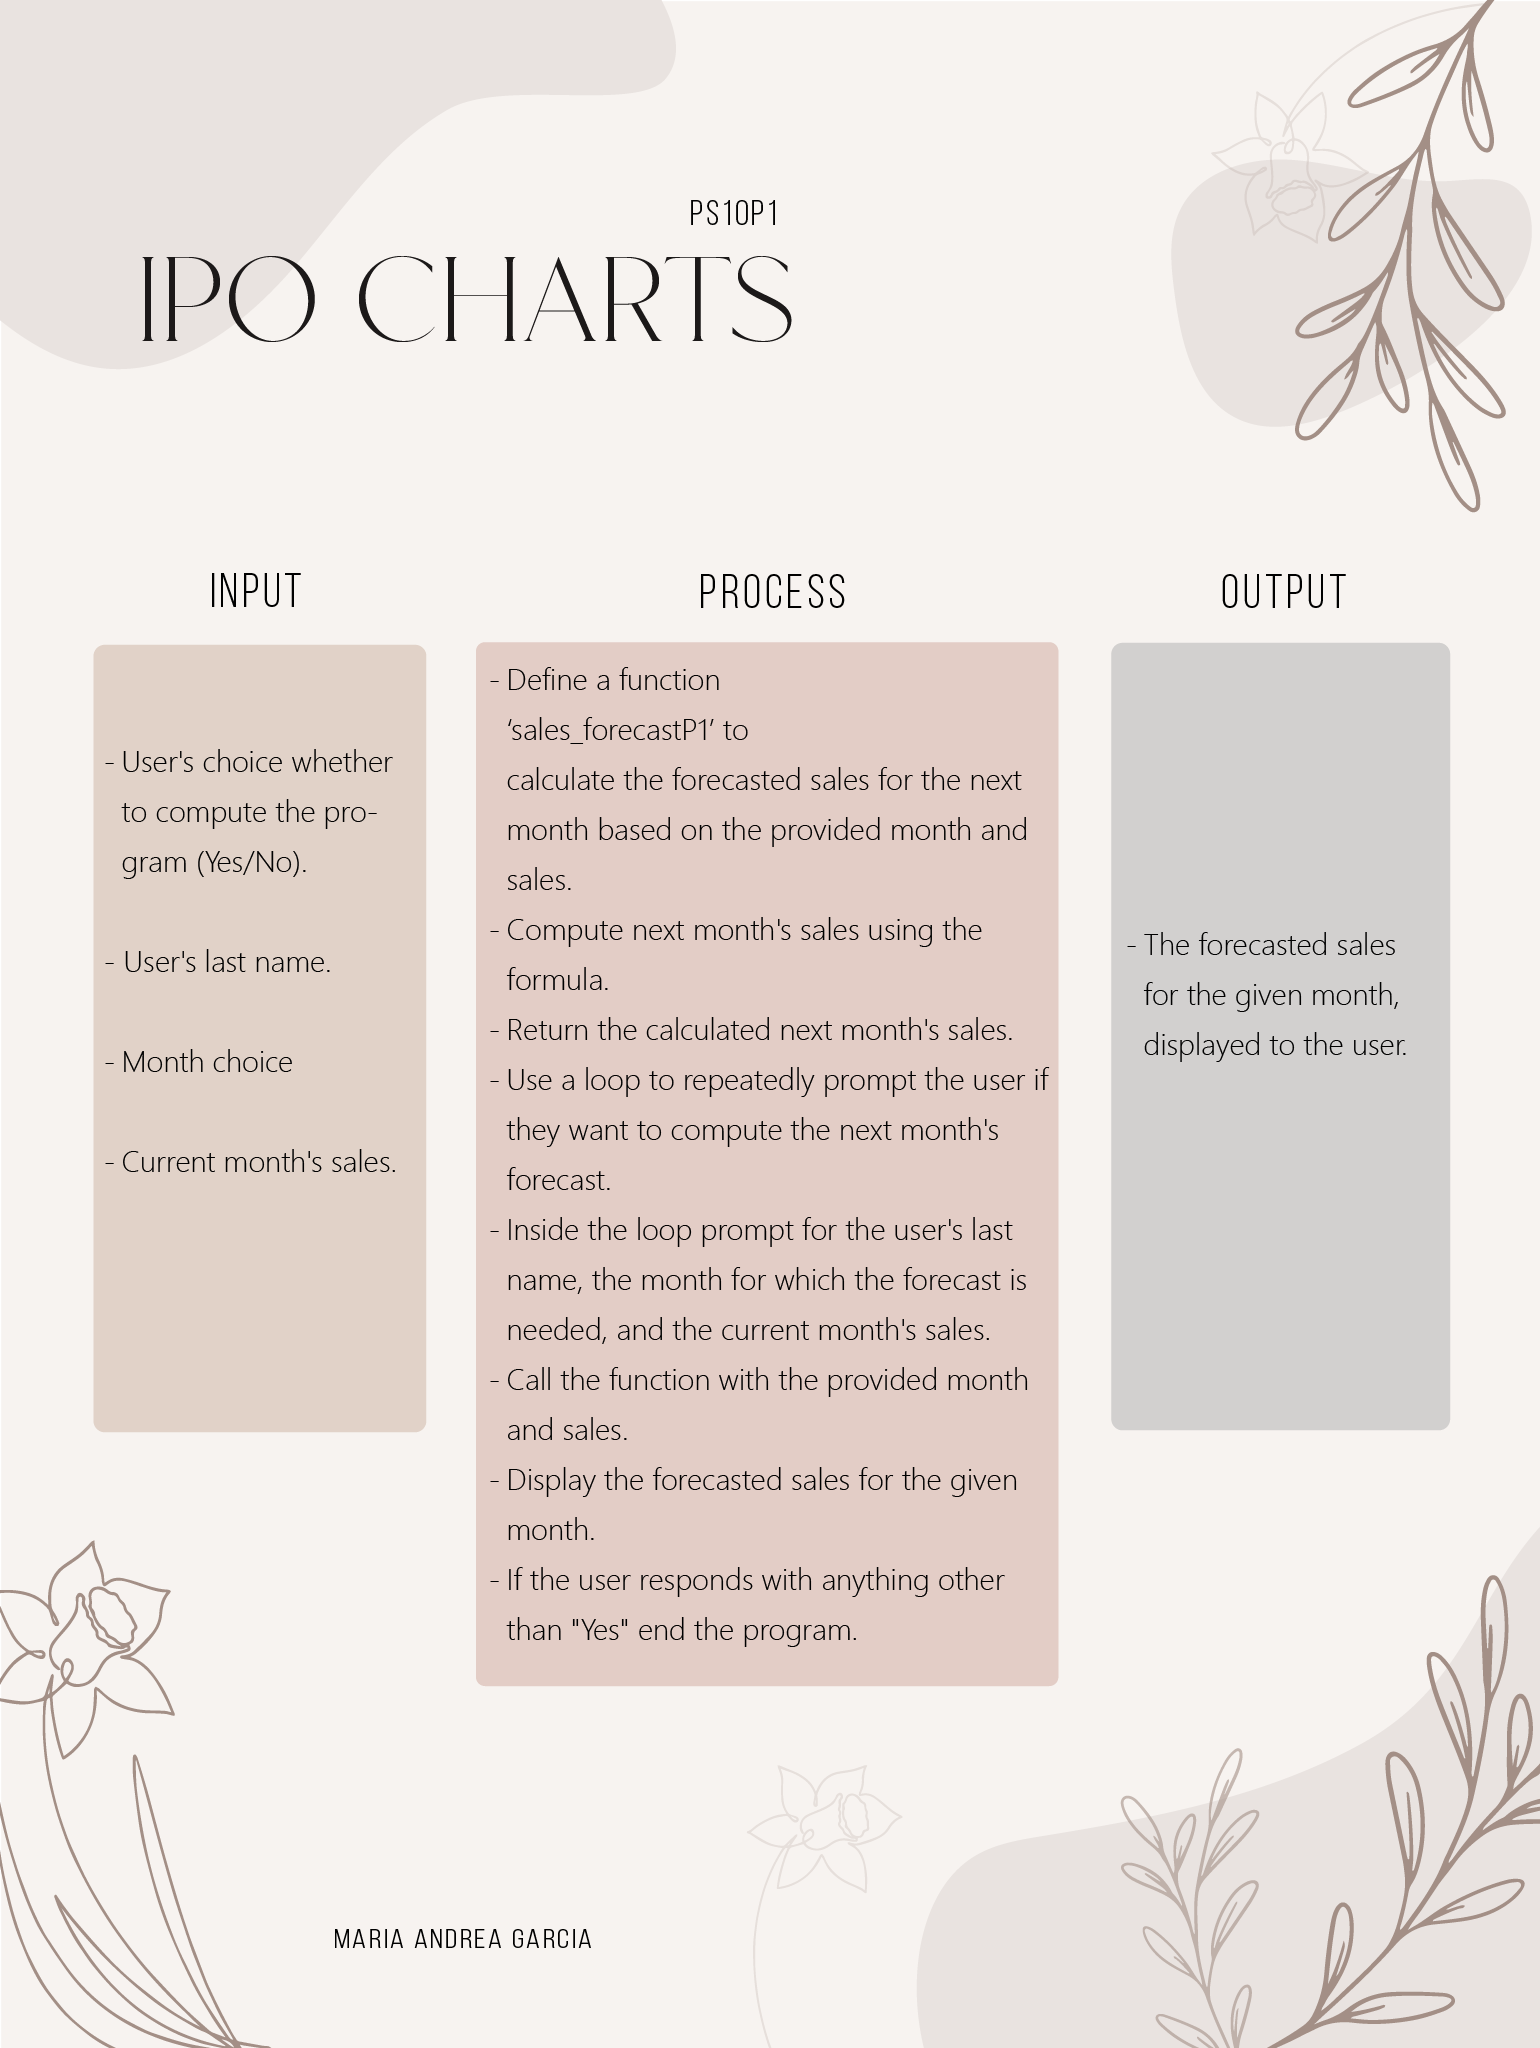 PS10P1
IPO CHARTS
INPUT
- User's choice whether
to compute the pro-
gram (Yes/No).
- User's last name.
- Month choice
- Current month's sales.
PROCESS
- Define a function
‘sales_forecastP1’ to
calculate the forecasted sales for the next
month based on the provided month and
sales.
- Compute next month's sales using the
formula.
- Return the calculated next month's sales.
- Use a loop to repeatedly prompt the user if
they want to compute the next month's
forecast.
- Inside the loop prompt for the user's last
name, the month for which the forecast is
needed, and the current month's sales.
- Call the function with the provided month
and sales.
- Display the forecasted sales for the given
month.
- If the user responds with anything other
than "Yes" end the program.
OUTPUT
- The forecasted sales
for the given month,
displayed to the user.
MARIA ANDREA GARCIA